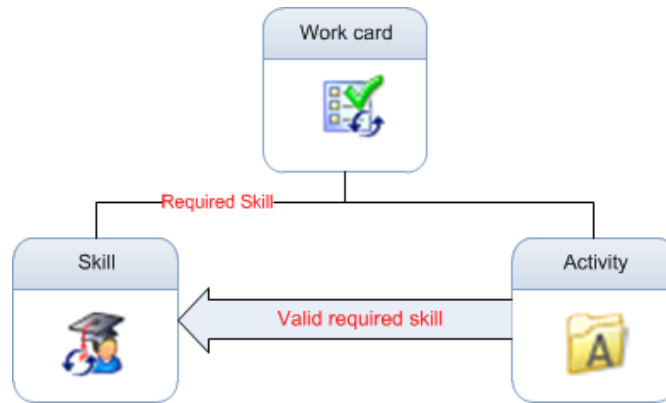 Work card
Required Skill
Skill
Activity
Valid required skill
A